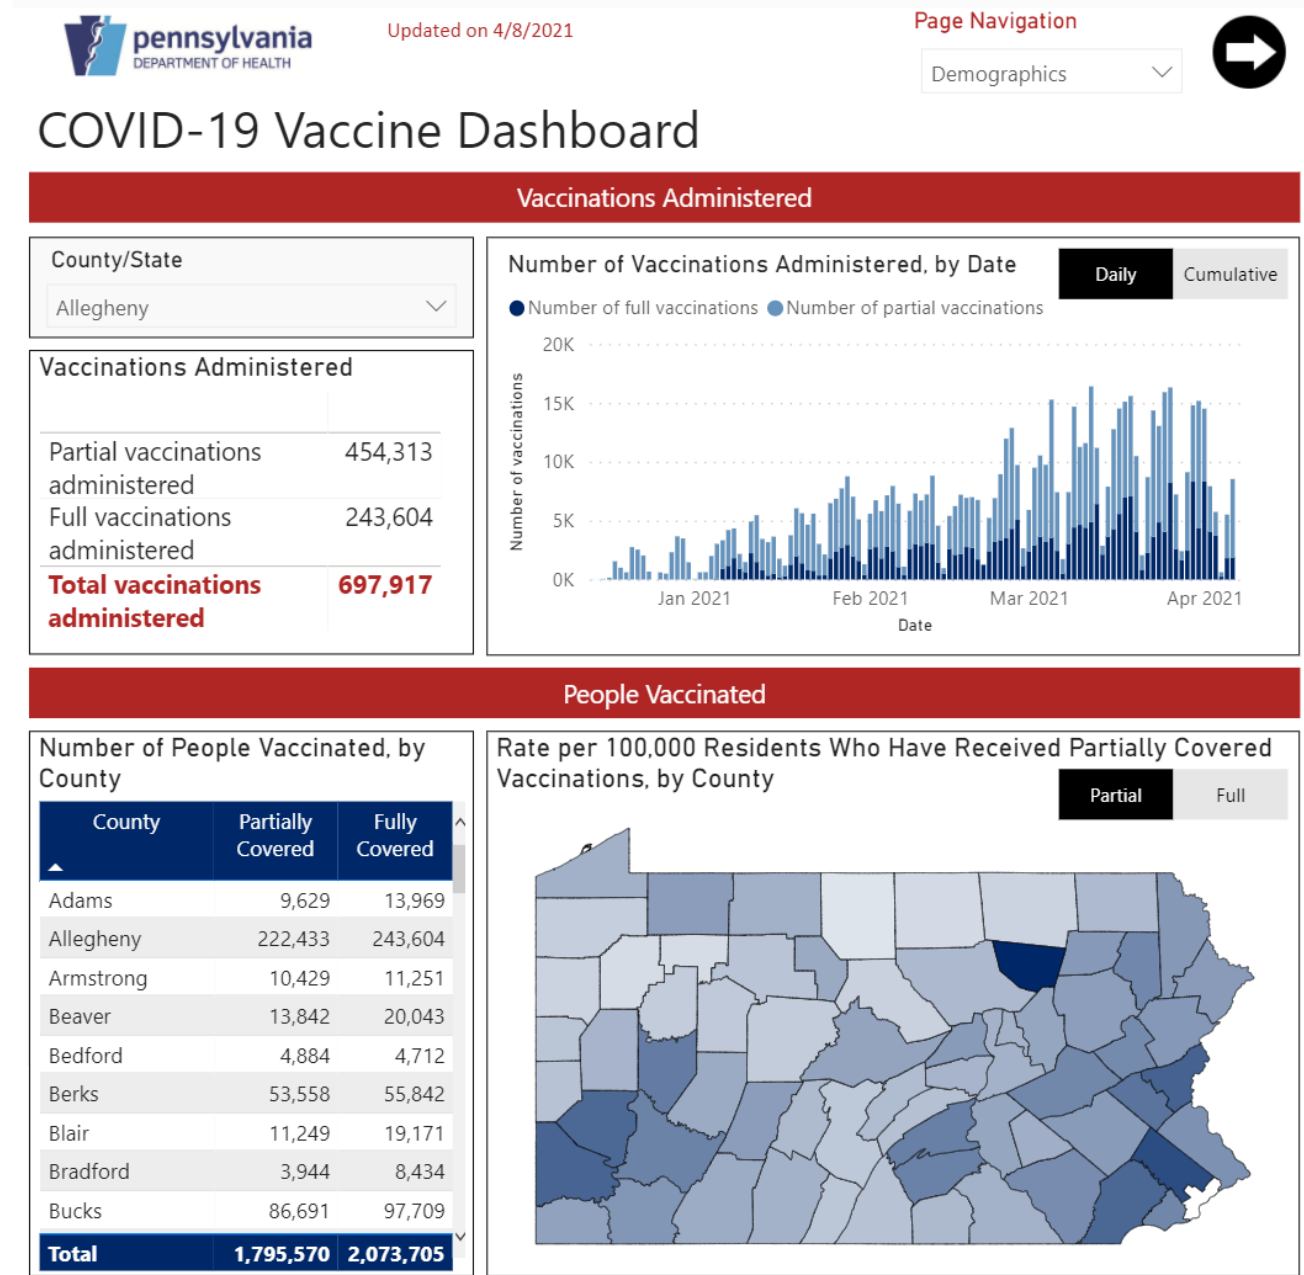 pennsylvania
DEPARTMENT OF HEALTH
Updated on 4/8/2021
Page Navigation
Demographics
COVID-19 Vaccine Dashboard
Vaccinations Administered
County/State
Allegheny
Vaccinations Administered
Partial vaccinations administered 454,313
Full vaccinations administered 243,604
Total vaccinations administered 697,917
Number of Vaccinations Administered, by Date
Daily Cumulative
Number of full vaccinations Number of partial vaccinations
Number of vaccinations
20K
15K
10K
5K
0K
Jan 2021 Feb 2021 Mar 2021 Apr 2021
Date
People Vaccinated
Number of People Vaccinated, by
County
County Partially Covered Fully Covered
Adams 9,629 13,969
Allegheny 222,433 243,604
Armstrong 10,429 11,251
Beaver 13,842 20,043
Bedford 4,884 4,712
Berks 53,558 55,842
Blair 11,249 19,171
Bradford 3,944 8,434
Bucks 86,691 97,709
Total 1,795,570 2,073,705
Rate per 100,000 Residents Who Have Received Partially Covered
Vaccinations, by County
Partial Full